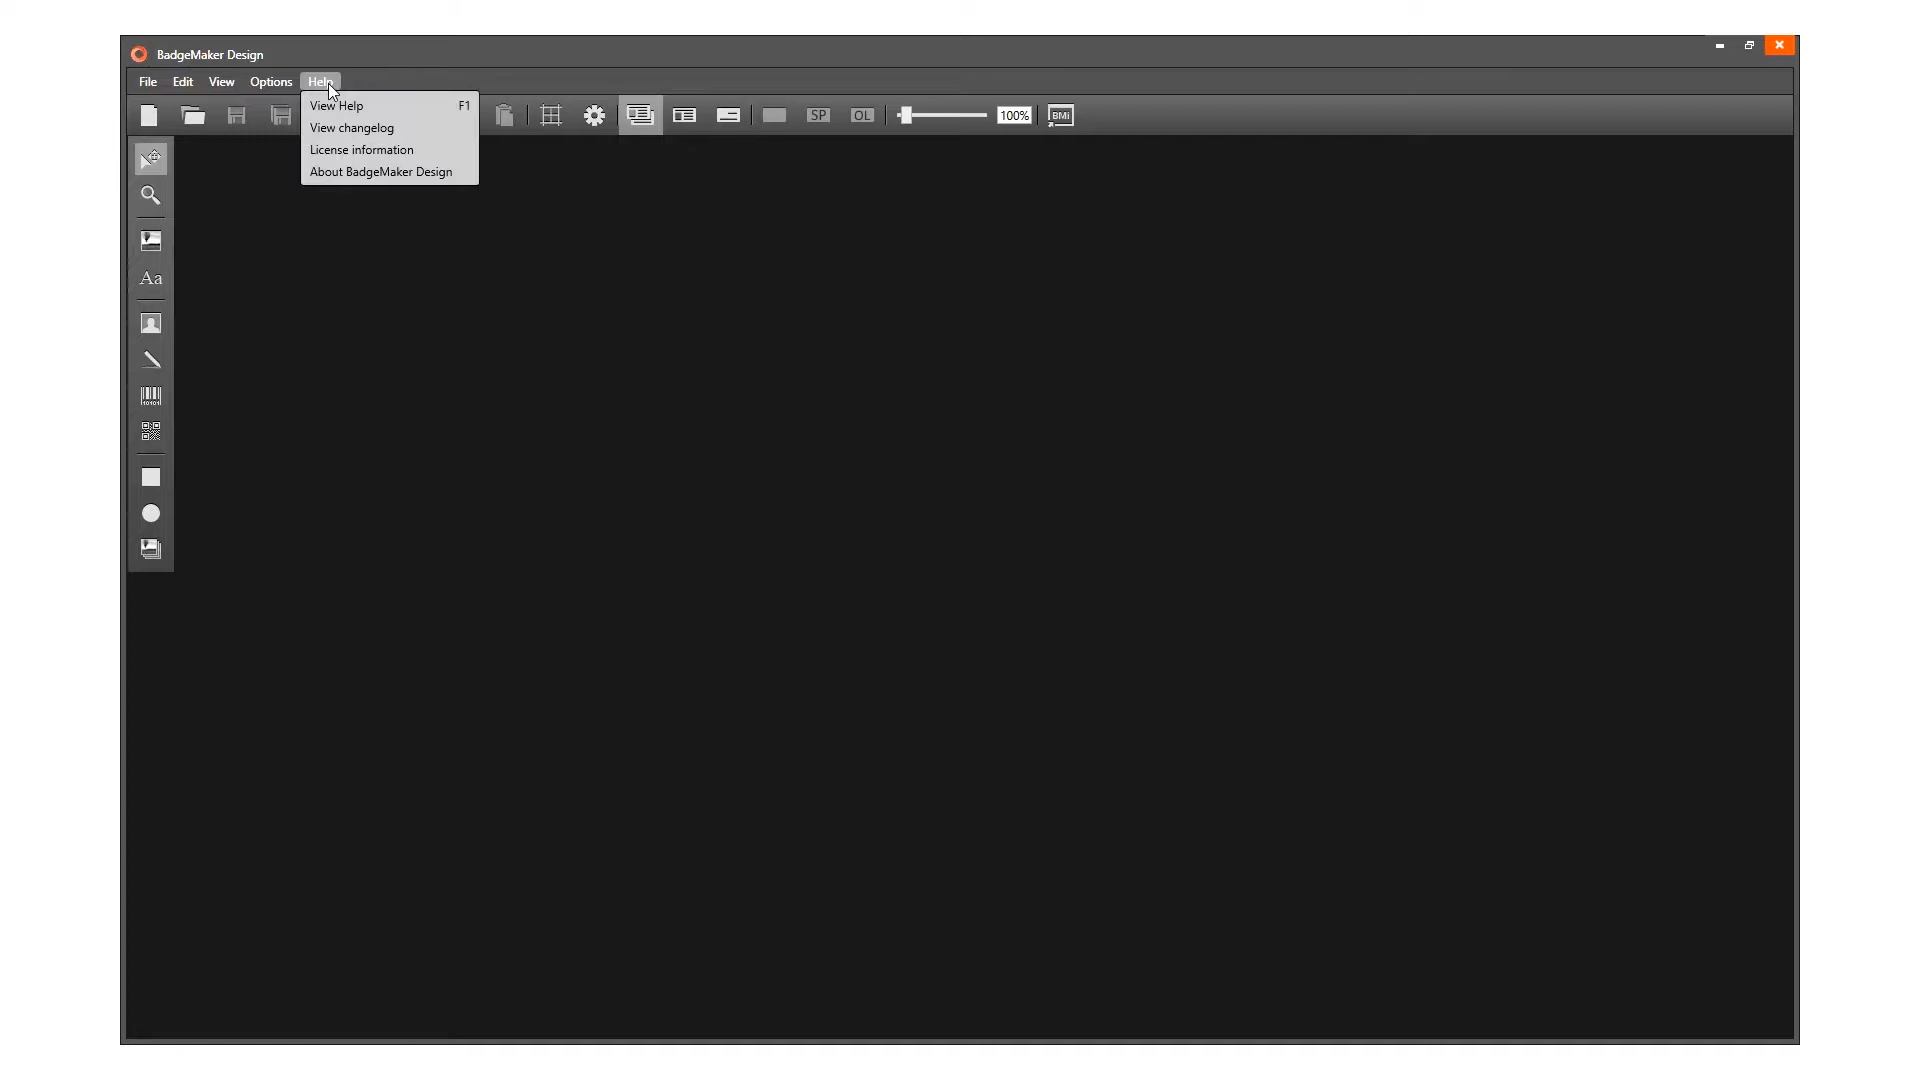 BadgeMaker Design
File Edit View Options Help
View Help F1
View changelog
License information
About BadgeMaker Design
SP OL 100% BMi
Aa
10101